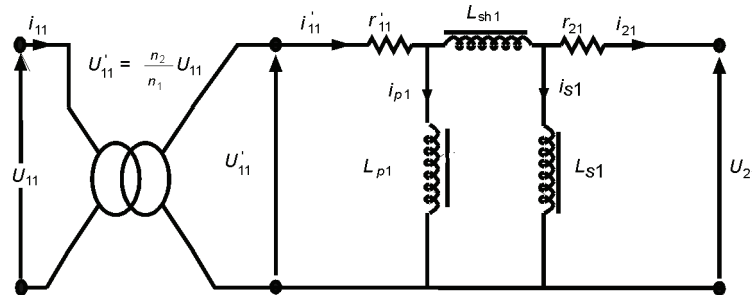 i11
i'11
r'11
Lsh1
r21
i21
U'11 = n2/n1 U11
ip1
iS1
U11
U'11
Lp1
LS1
U2